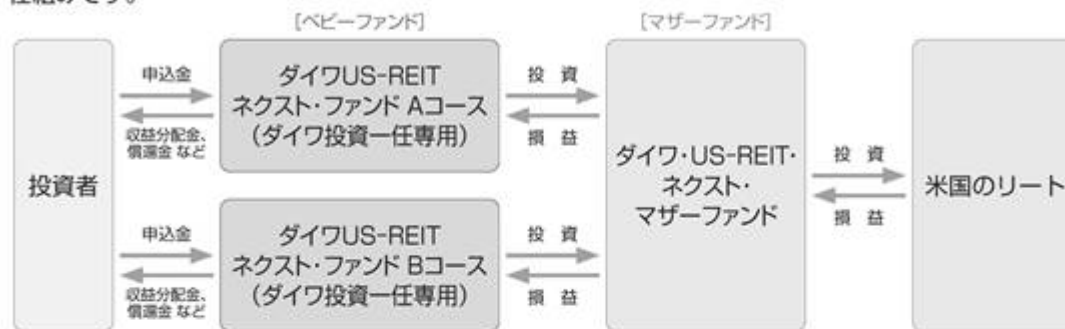 仕組みです。
[ベビーファンド]
[マザーファンド]
投資者
申込金
収益分配金、
償還金 など
ダイワUS-REIT
ネクスト・ファンド Aコース
(ダイワ投資一任専用)
投 資
損 益
申込金
収益分配金、
償還金 など
ダイワUS-REIT
ネクスト・ファンド Bコース
(ダイワ投資一任専用)
投 資
損 益
ダイワ・US-REIT・
ネクスト・
マザーファンド
投 資
損 益
米国のリート